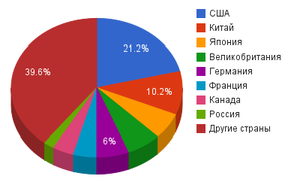 США
Китай
Япония
Великобритания
Германия
Франция
Канада
Россия
Другие страны
21.2%
10.2%
6%
39.6%